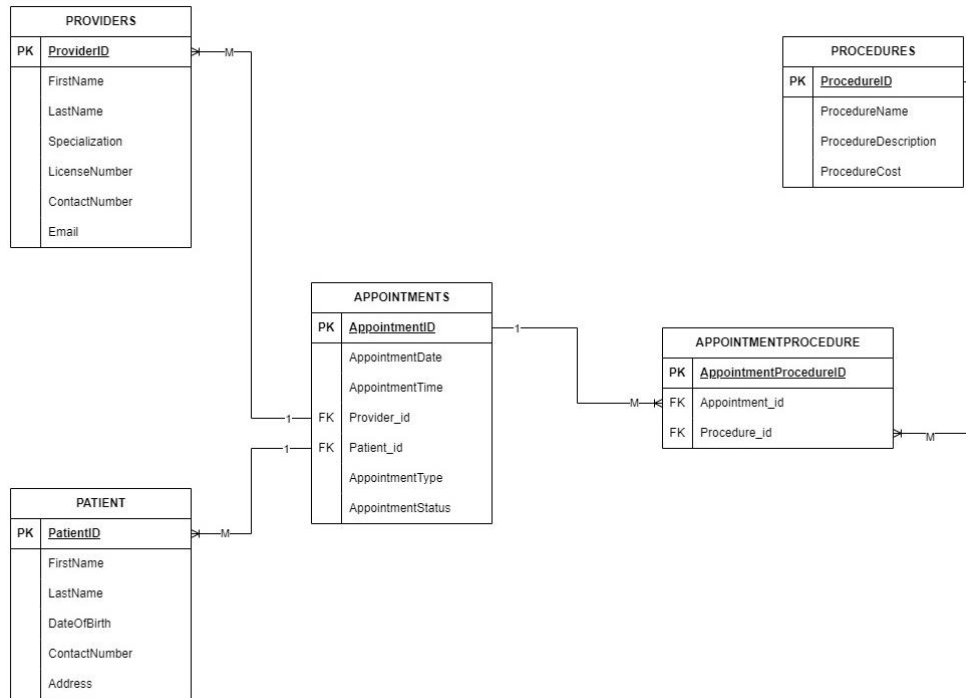 PROVIDERS
PK ProviderID
FirstName
LastName
Specialization
LicenseNumber
ContactNumber
Email
M
PROCEDURES
PK ProcedureID
ProcedureName
ProcedureDescription
ProcedureCost
APPOINTMENTS
PK AppointmentID
AppointmentDate
AppointmentTime
FK Provider_id
FK Patient_id
AppointmentType
AppointmentStatus
1
1
1
M
APPOINTMENTPROCEDURE
PK AppointmentProcedureID
FK Appointment_id
FK Procedure_id
M
PATIENT
PK PatientID
FirstName
LastName
DateOfBirth
ContactNumber
Address
M